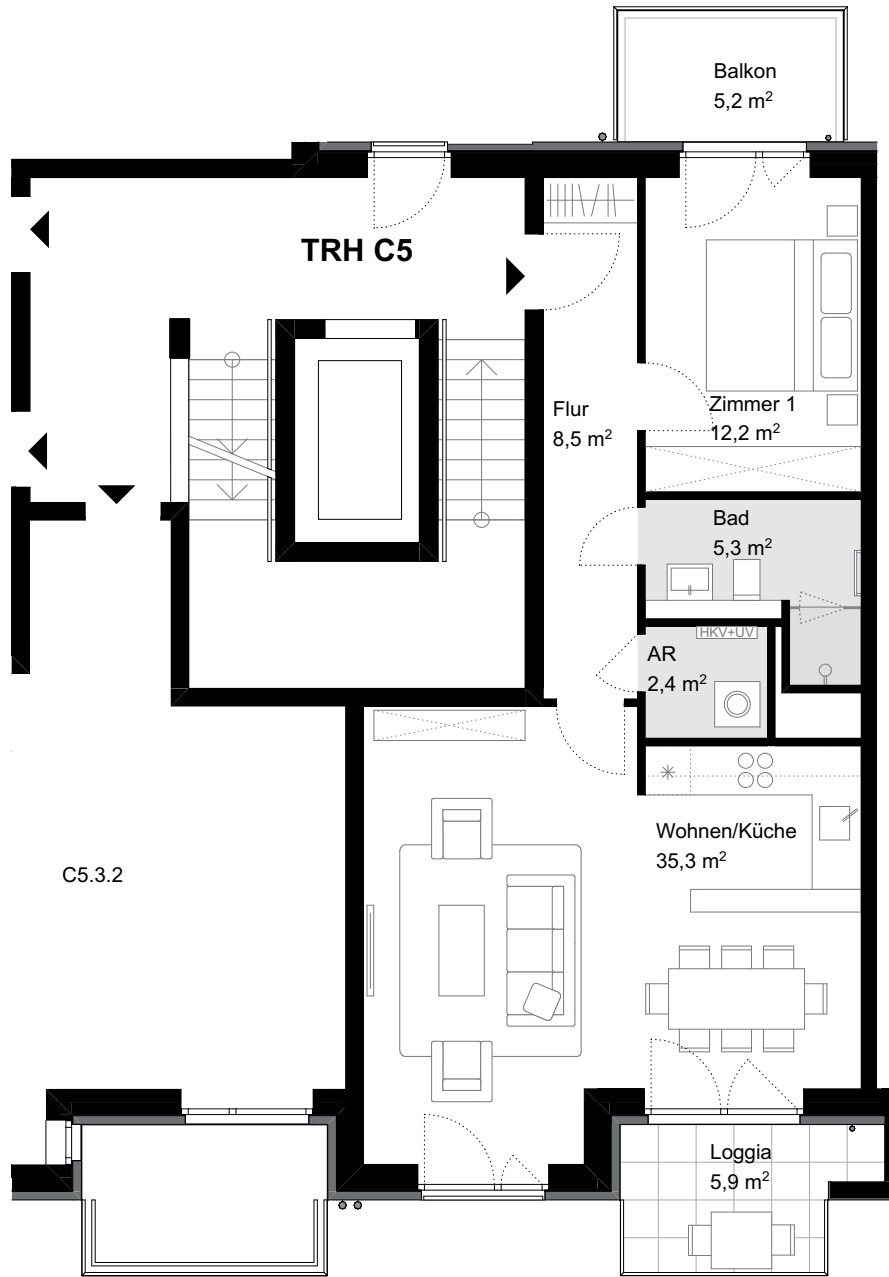 Balkon
5,2 m²
TRH C5
Flur
8,5 m²
Zimmer 1
12,2 m²
Bad
5,3 m²
HKV+UV
AR
2,4 m²
Wohnen/Küche
35,3 m²
C5.3.2
Loggia
5,9 m²